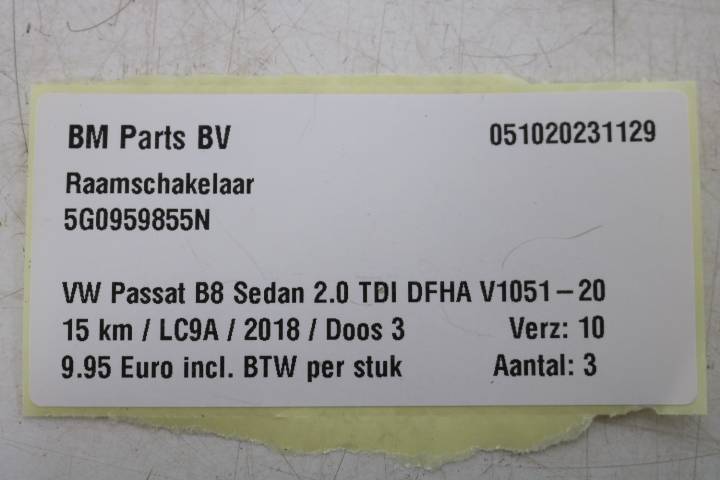 BM Parts BV 051020231129
Raamschakelaar
5G0959855N
VW Passat B8 Sedan 2.0 TDI DFHA V1051-20
15 km / LC9A / 2018 / Doos 3 Verz: 10
9.95 Euro incl. BTW per stuk Aantal: 3